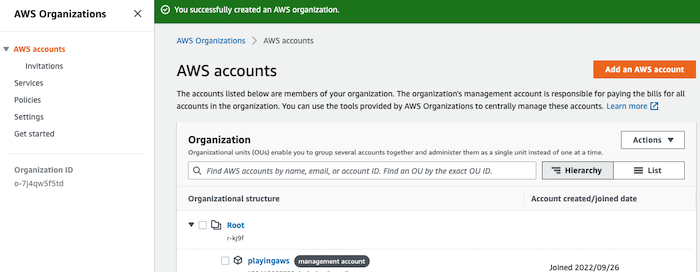 AWS Organizations
You successfully created an AWS organization.
AWS accounts
Invitations
Services
Policies
Settings
Get started
Organization ID
o-7j4qw5f5td
AWS Organizations > AWS accounts
AWS accounts
Add an AWS account
The accounts listed below are members of your organization. The organization's management account is responsible for paying the bills for all
accounts in the organization. You can use the tools provided by AWS Organizations to centrally manage these accounts. Learn more
Organization
Actions
Organizational units (OUs) enable you to group several accounts together and administer them as a single unit instead of one at a time.
Find AWS accounts by name, email, or account ID. Find an OU by the exact OU ID.
Hierarchy
List
Organizational structure
Account created/joined date
Root
r-kj9f
playingaws management account
Joined 2022/09/26